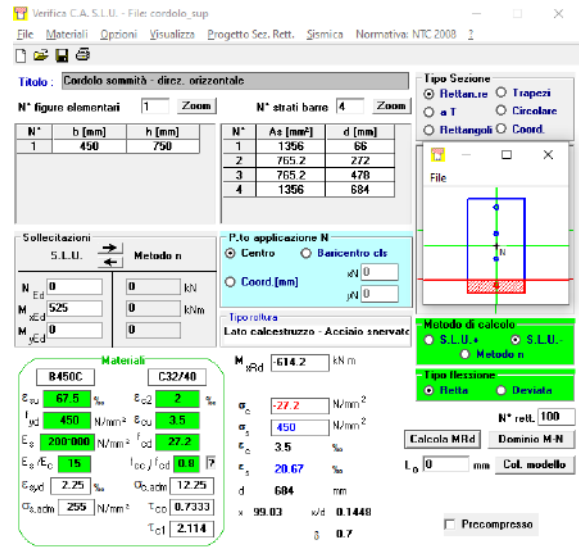 Verifica C.A. S.L.U. - File: cordolo_sup
File Materiali Opzioni Visualizza Progetto Sez. Rett. Sismica Normativa: NTC 2008 ?
Titolo : Cordolo sommità - direz. orizzontale
N° figure elementari 1 Zoom N° strati barre 4 Zoom
N° b [mm] h [mm]
1 450 750
N° As [mm²] d [mm]
1 1356 66
2 765.2 272
3 765.2 478
4 1356 684
Tipo Sezione
Rettan.re Trapezi
a T Circolare
Rettangoli Coord.
File
N
Sollecitazioni
S.L.U. Metodo n
N Ed 0 0 kN
M xEd 525 0 kNm
M yEd 0 0
P.to applicazione N
Centro Baricentro cls
Coord.[mm] xN 0
yN 0
Tipo rottura
Lato calcestruzzo - Acciaio snervato
Metodo di calcolo
S.L.U.+ S.L.U.-
Metodo n
Tipo flessione
Retta Deviata
N° rett. 100
Calcola MRd Dominio M-N
L₀ 0 mm Col. modello
Precompresso
Materiali
B450C C32/40
εsu 67.5 ‰ εc2 2 ‰
fyd 450 N/mm² εcu 3.5
Es 200'000 N/mm² fcd 27.2
Es/Ec 15 fcc/fcd 0.8 ?
εsyd 2.25 ‰ σc.adm 12.25
σs.adm 255 N/mm² τco 0.7333
τc1 2.114
M xRd -614.2 kN m
σc -27.2 N/mm²
σs 450 N/mm²
εc 3.5 ‰
εs 20.67 ‰
d 684 mm
x 99.03 x/d 0.1448
δ 0.7